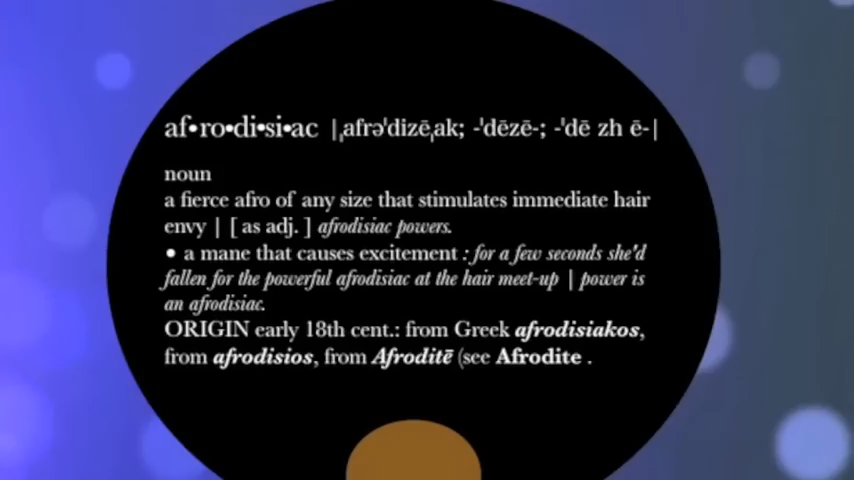 af•ro•di•si•ac |ˌafrəˈdizēˌak; -ˈdēzē-; -ˈdē zh ē-|
noun
a fierce afro of any size that stimulates immediate hair
envy | [ as adj. ] afrodisiac powers.
• a mane that causes excitement : for a few seconds she'd
fallen for the powerful afrodisiac at the hair meet-up | power is
an afrodisiac.
ORIGIN early 18th cent.: from Greek afrodisiakos,
from afrodisios, from Afroditē (see Afrodite .